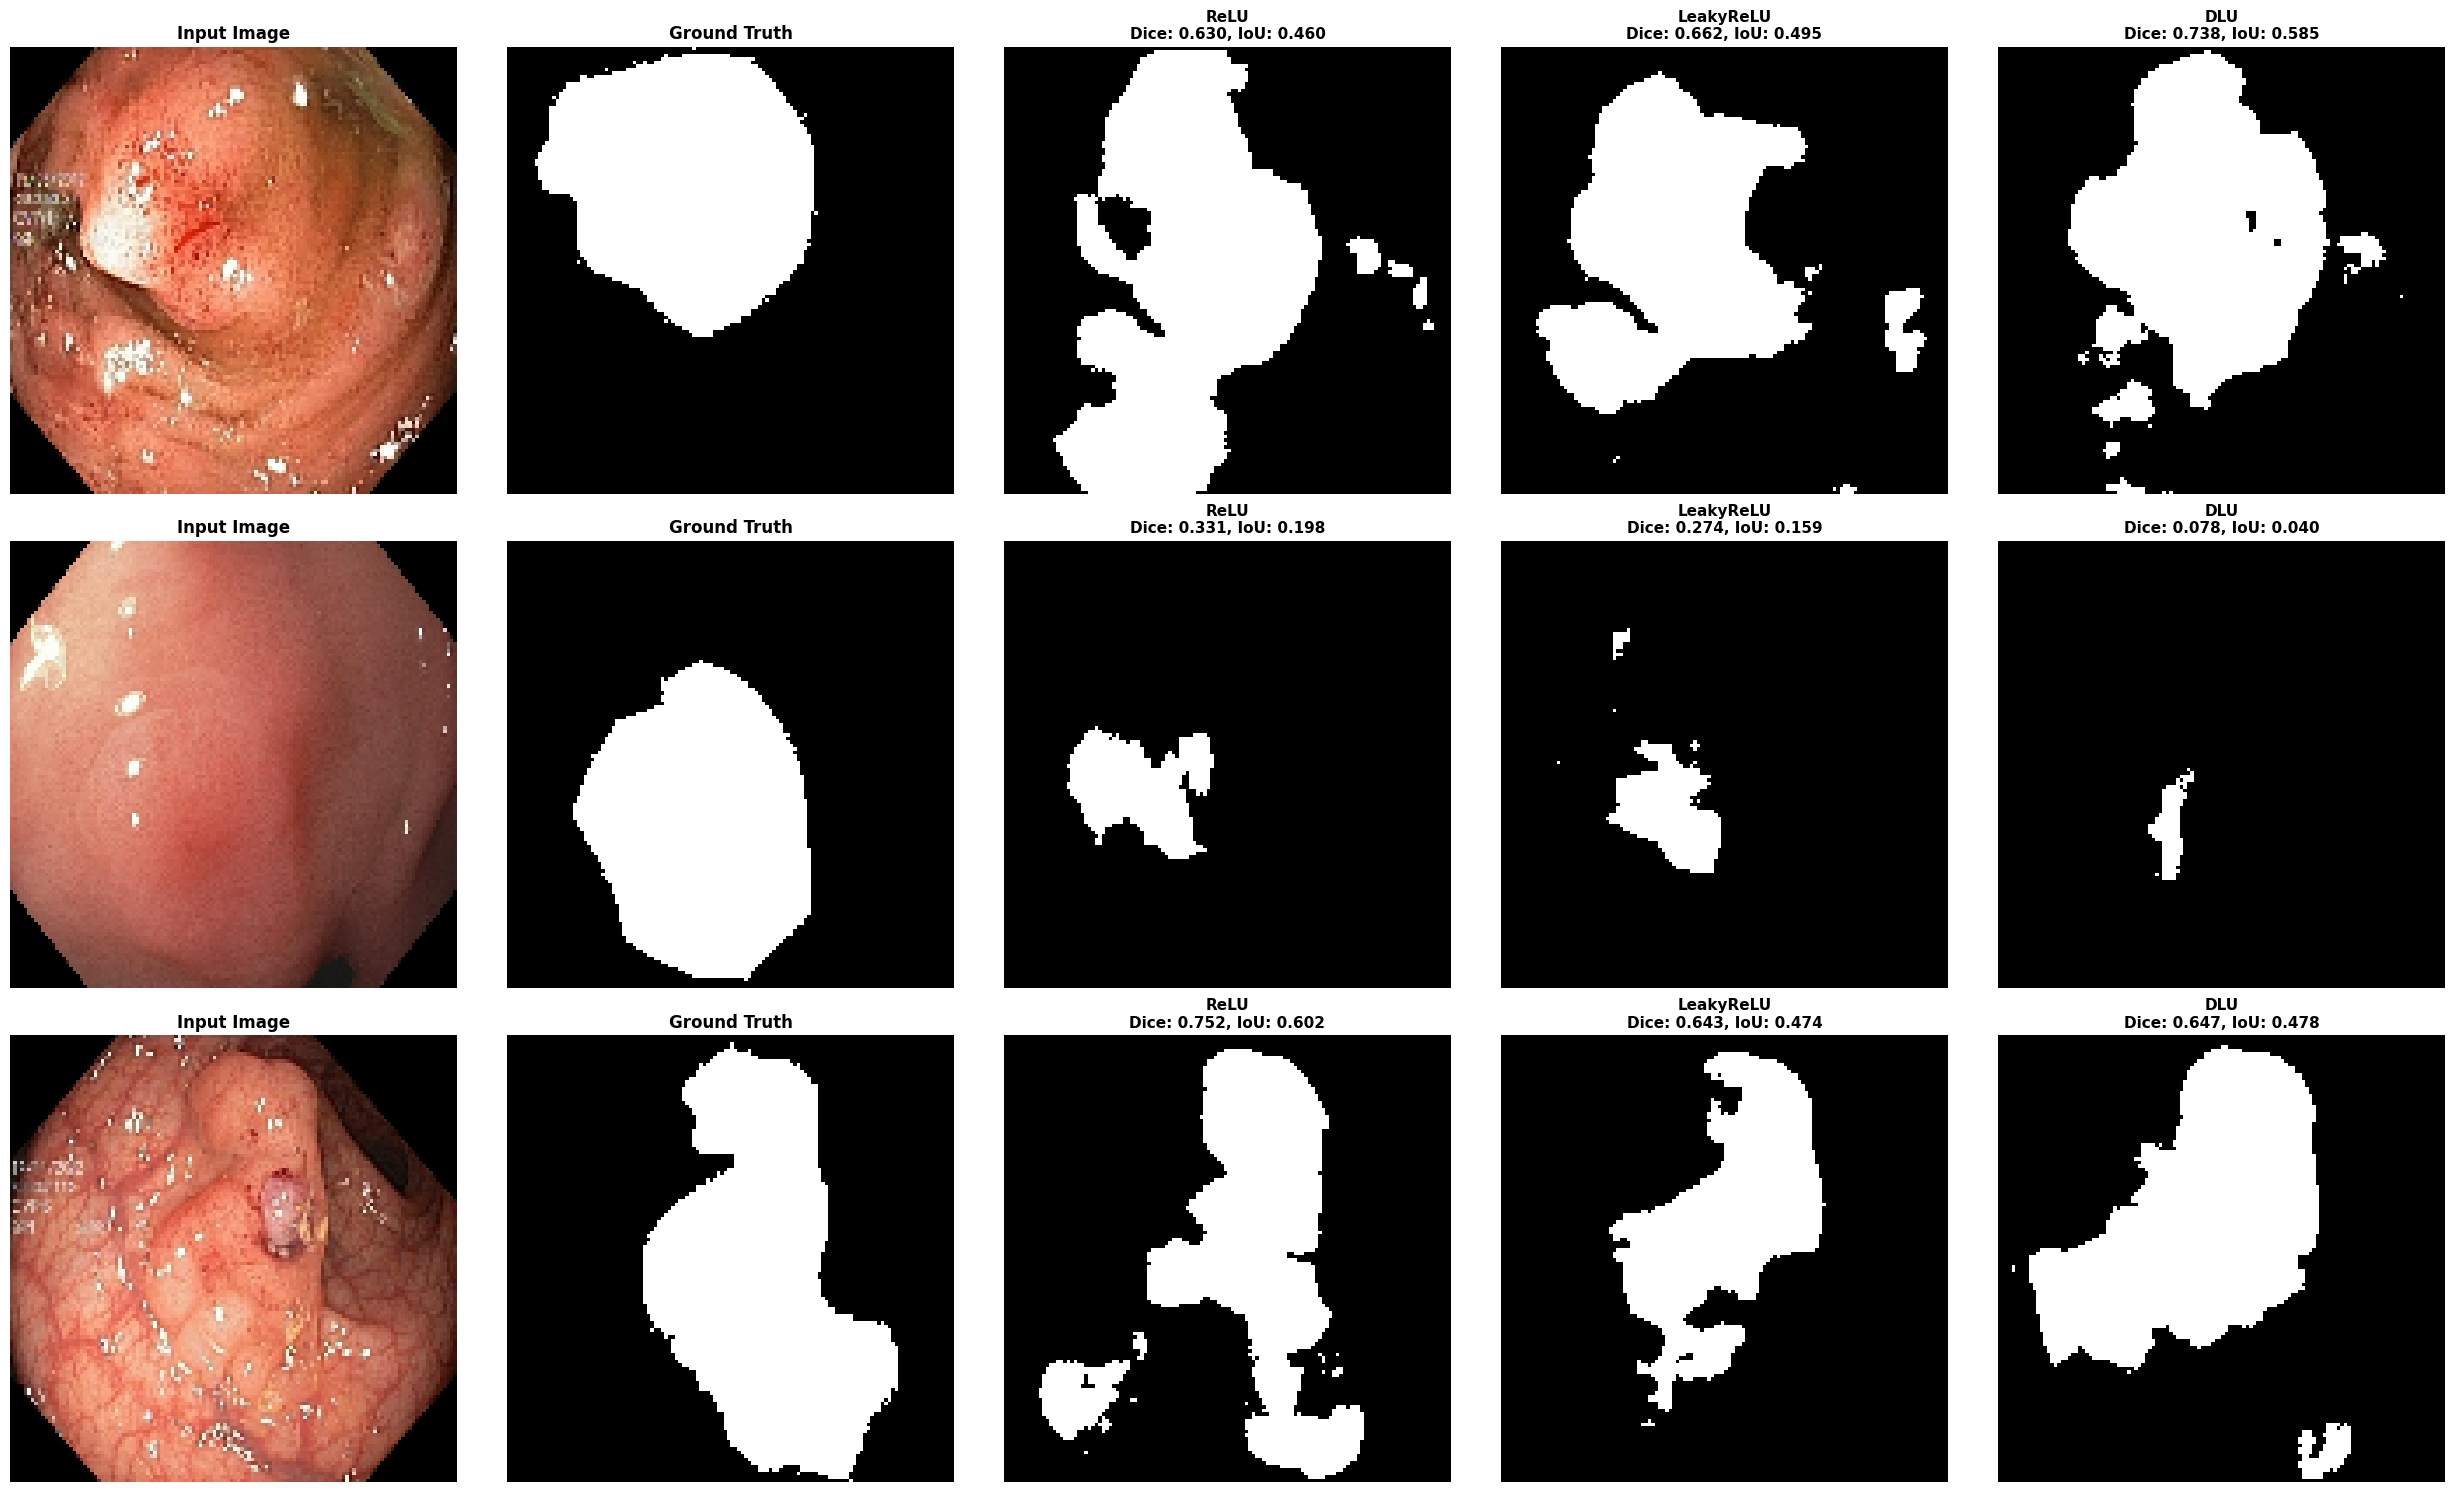 Input Image
Ground Truth
ReLU
Dice: 0.630, IoU: 0.460
LeakyReLU
Dice: 0.662, IoU: 0.495
DLU
Dice: 0.738, IoU: 0.585
Input Image
Ground Truth
ReLU
Dice: 0.331, IoU: 0.198
LeakyReLU
Dice: 0.274, IoU: 0.159
DLU
Dice: 0.078, IoU: 0.040
Input Image
Ground Truth
ReLU
Dice: 0.752, IoU: 0.602
LeakyReLU
Dice: 0.643, IoU: 0.474
DLU
Dice: 0.647, IoU: 0.478